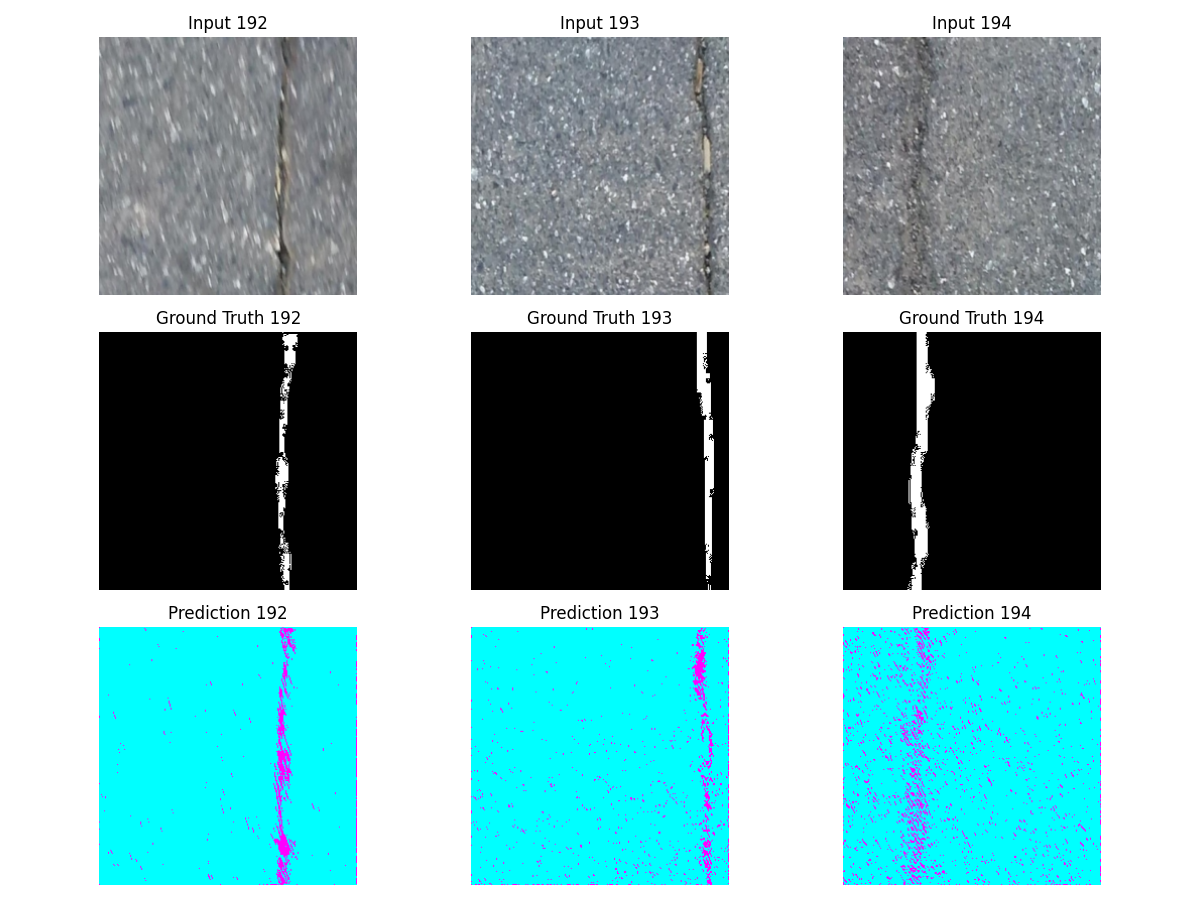 Input 192
Input 193
Input 194
Ground Truth 192
Ground Truth 193
Ground Truth 194
Prediction 192
Prediction 193
Prediction 194